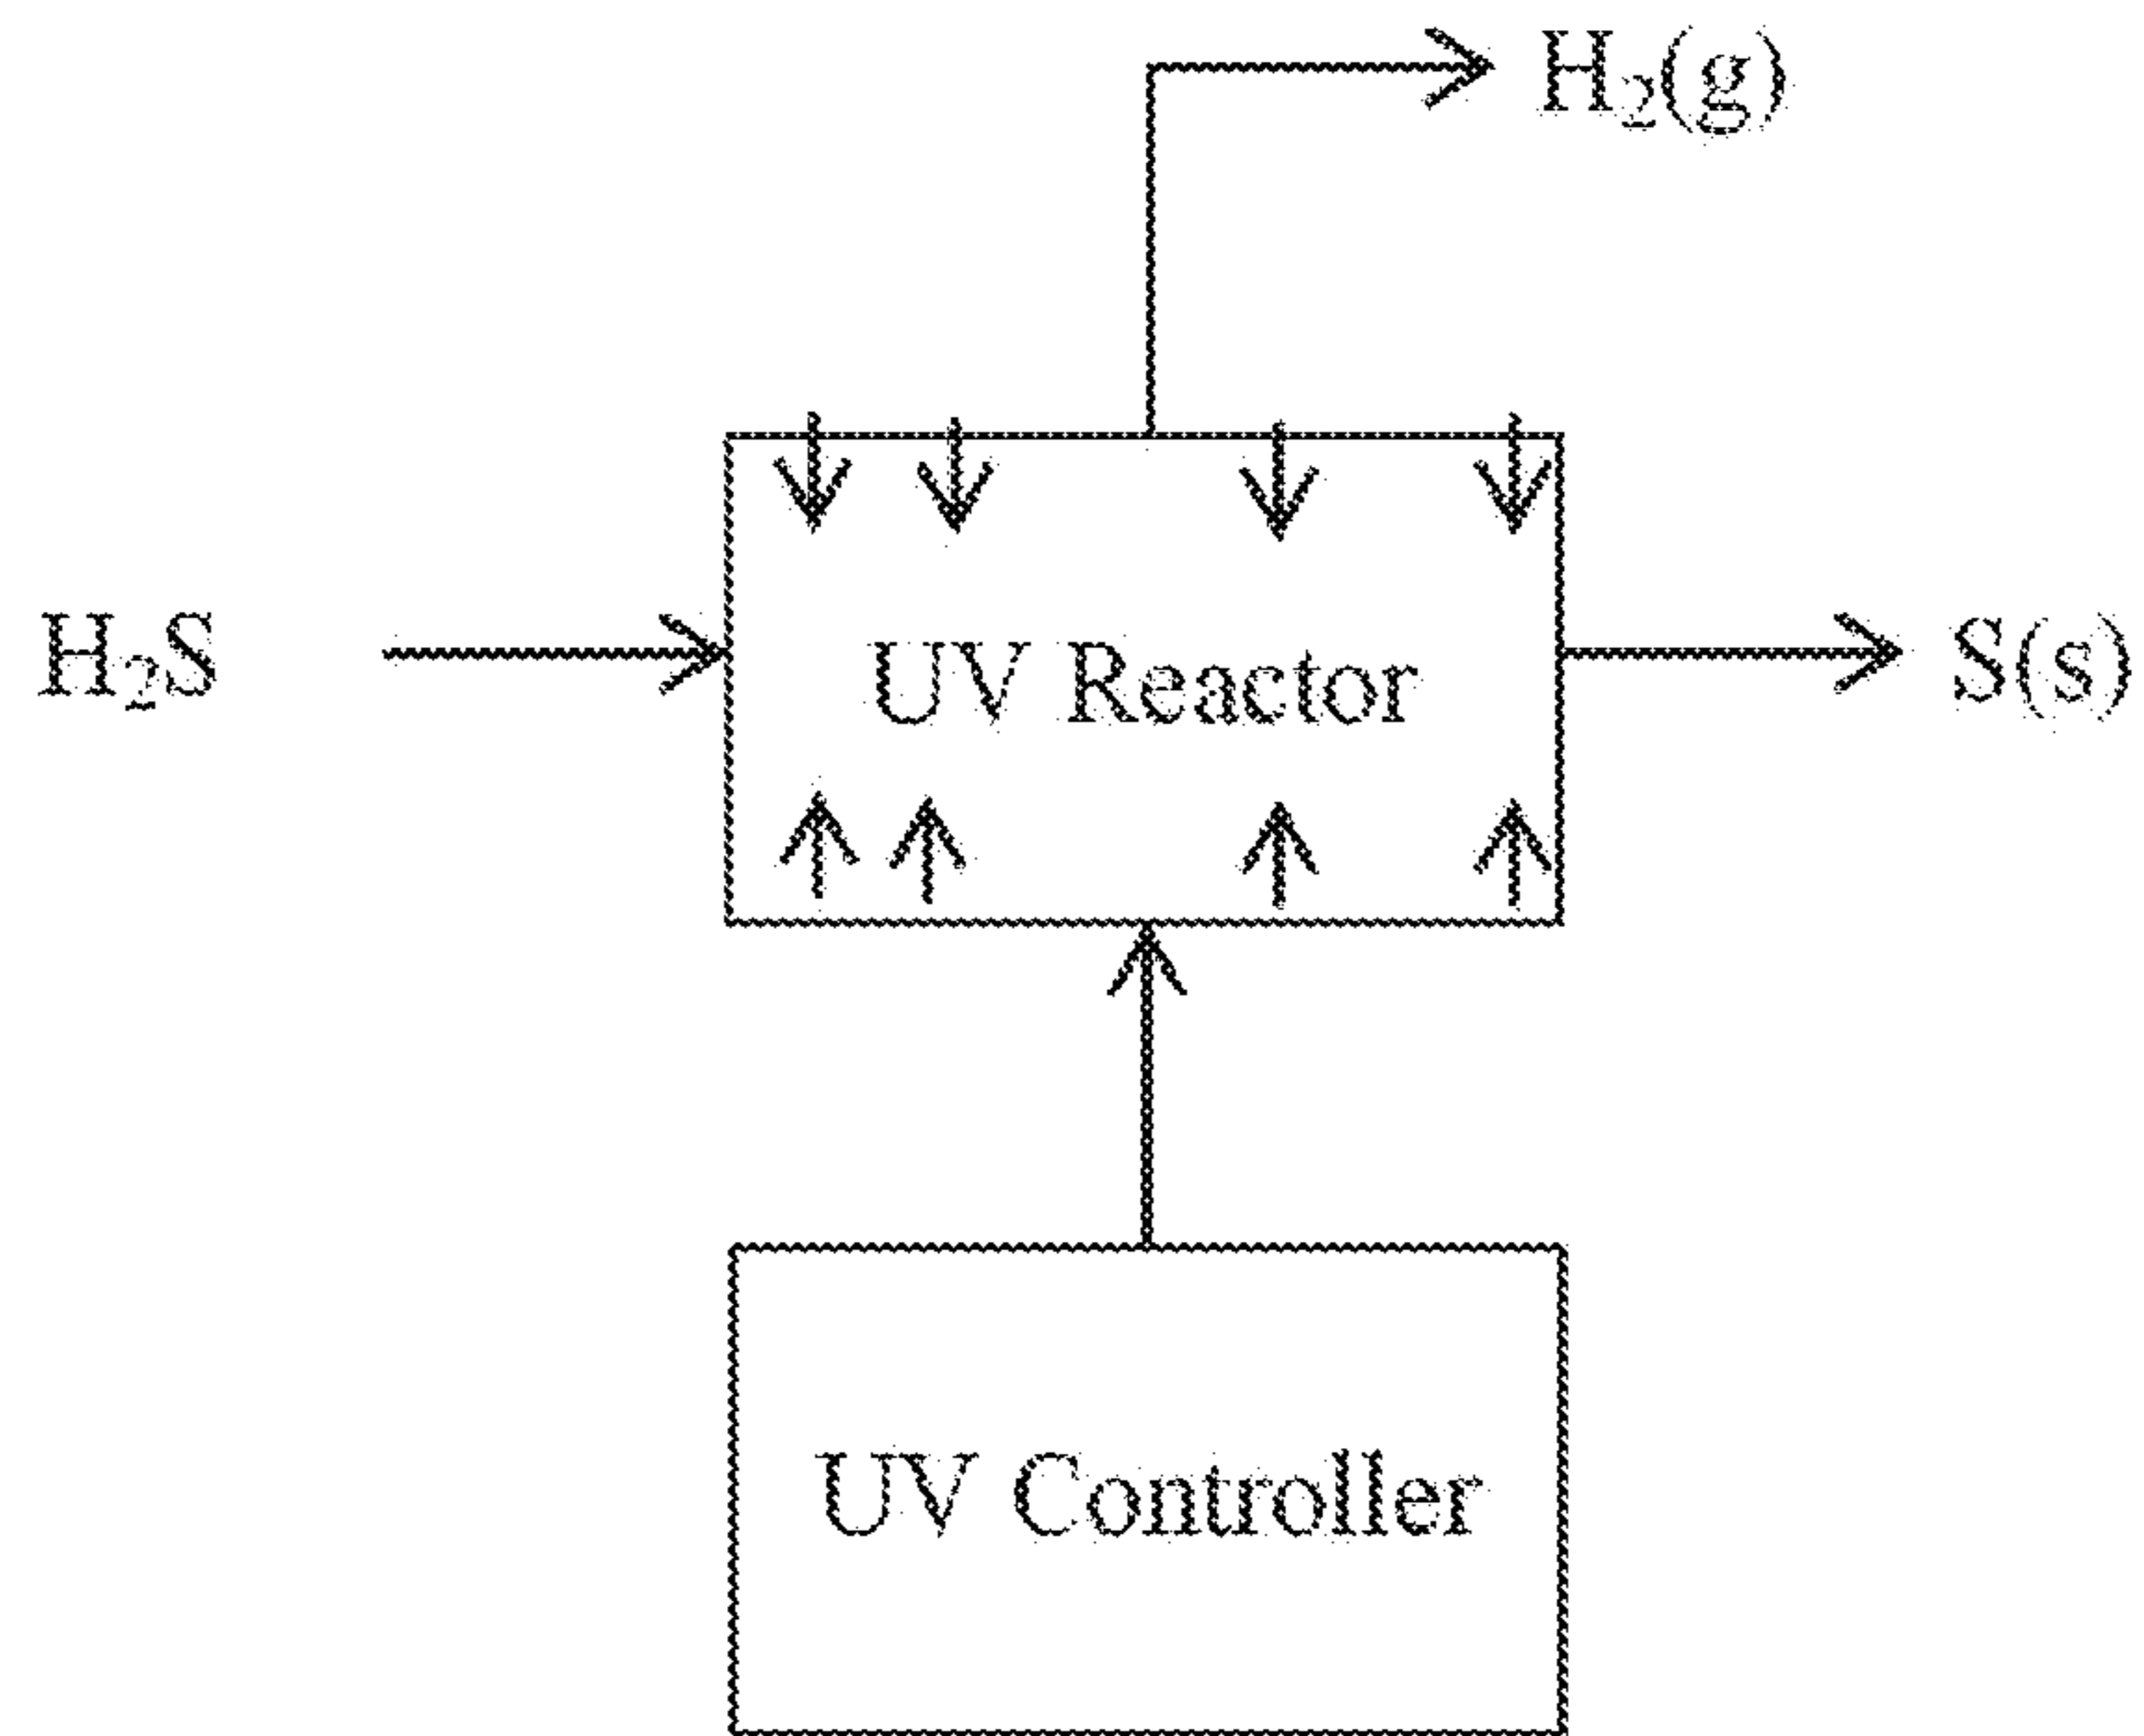 H₂(g)
H₂S
UV Reactor
S(s)
UV Controller